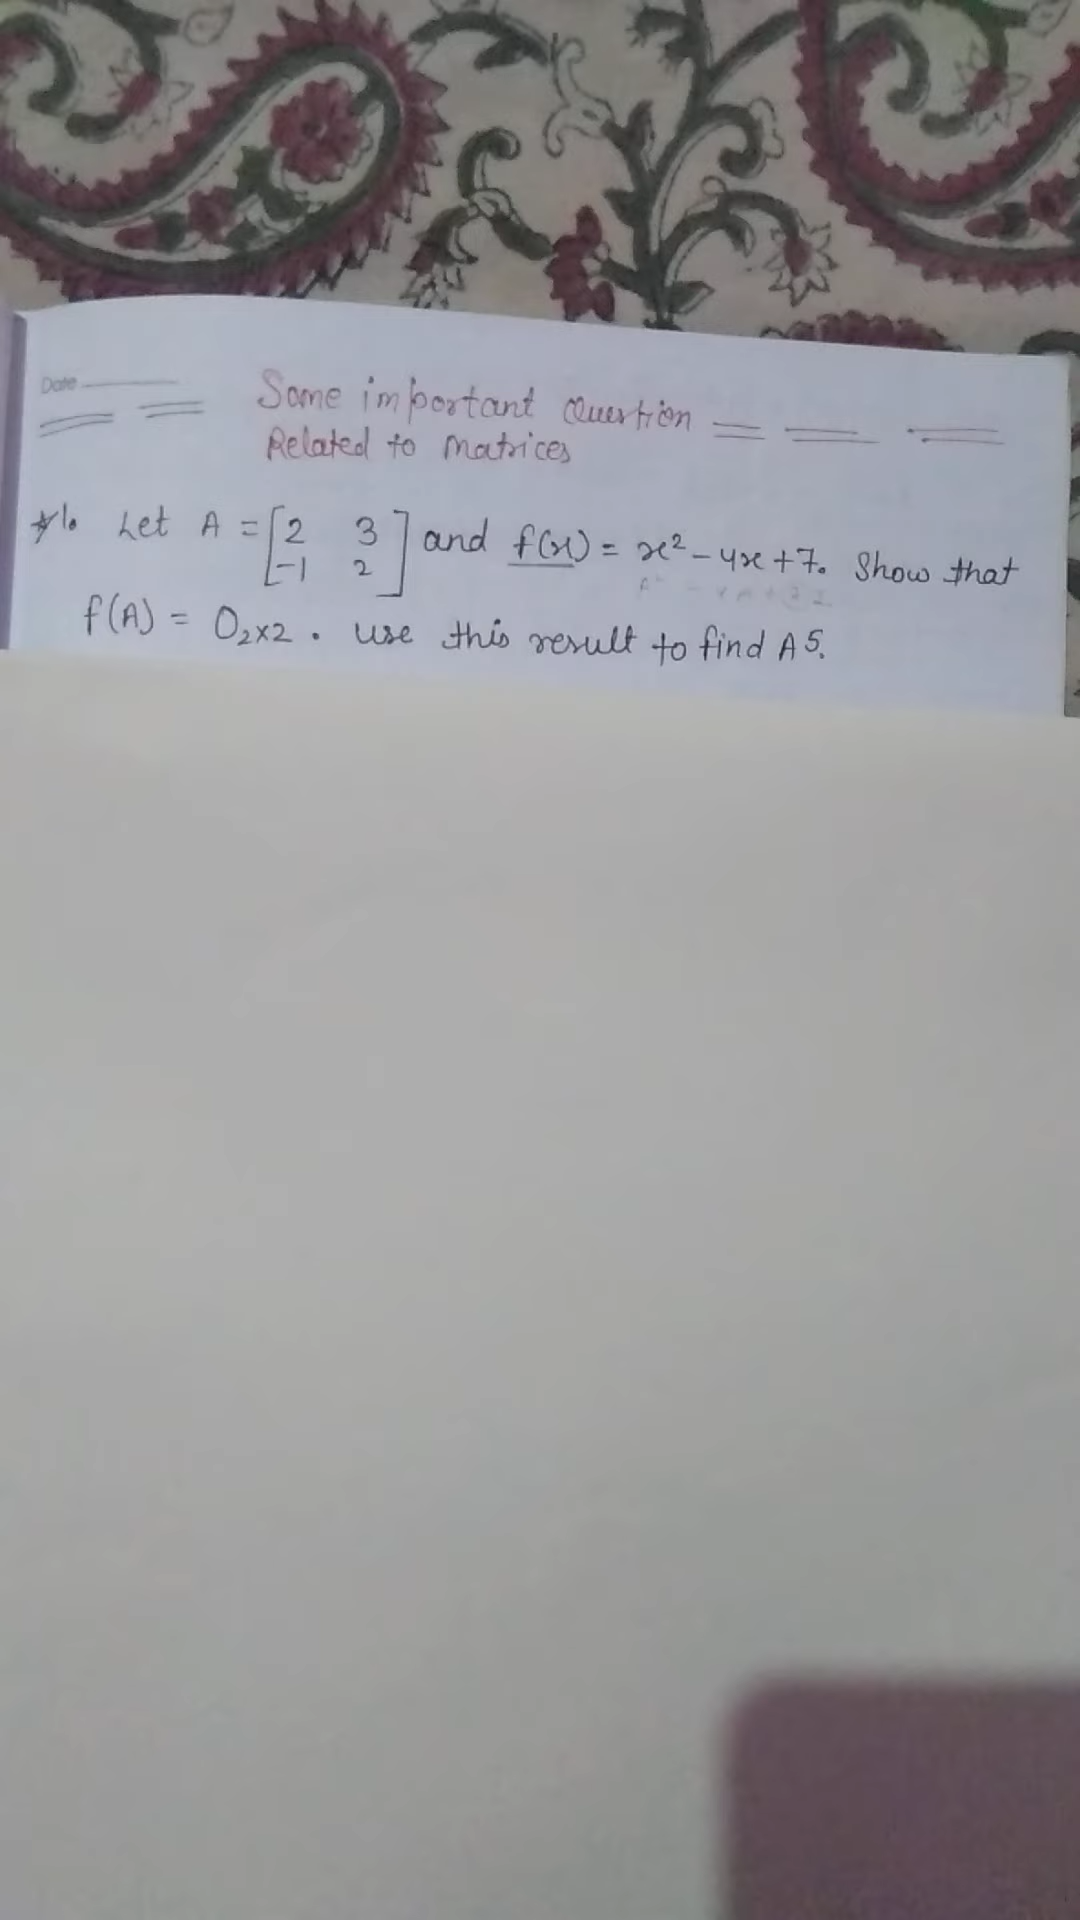 Date
Some important Question
Related to Matrices
*1. Let A = [2 3
-1 2] and f(x) = x² - 4x + 7. Show that
f(A) = O₂ₓ₂. use this result to find A⁵.